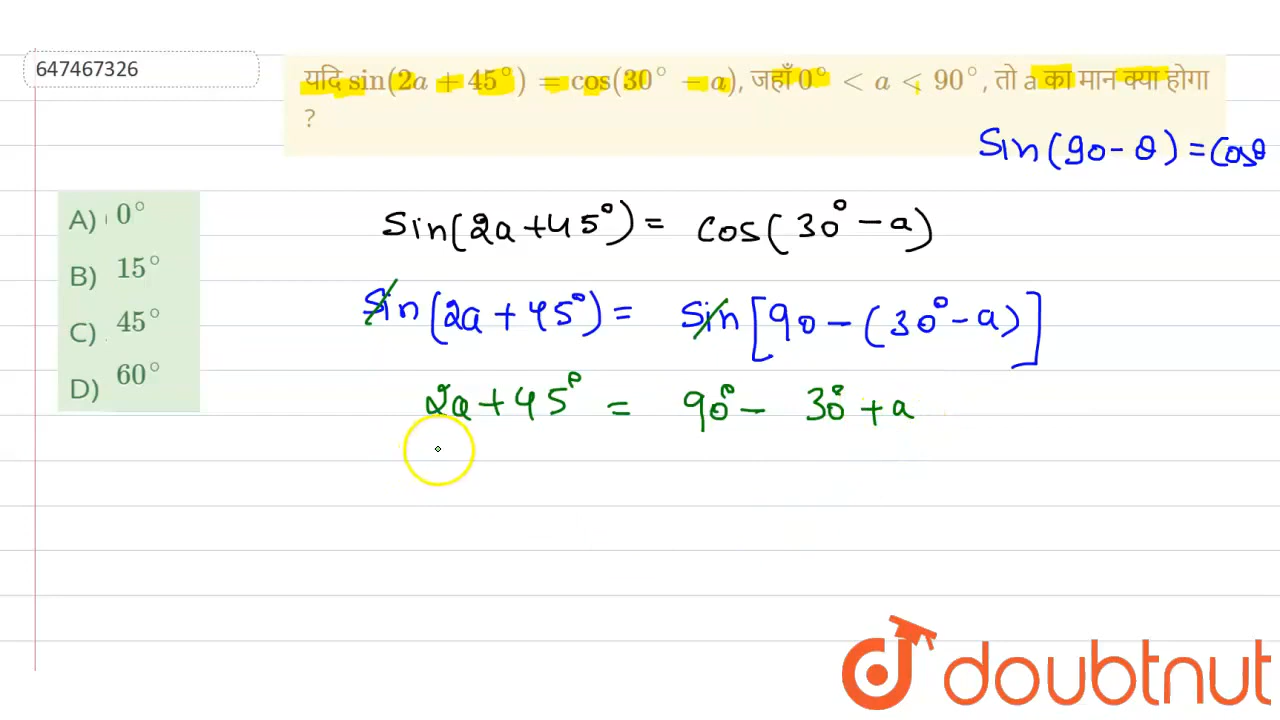 647467326
यदि sin(2a + 45°) = cos(30° − a), जहाँ 0° < a < 90°, तो a का मान क्या होगा
?
Sin(90 - θ) = Cosθ
A) 0°
B) 15°
C) 45°
D) 60°
Sin(2a + 45°) = Cos(30° - a)
Sin(2a + 45°) = Sin[90 - (30° - a)]
2a + 45° = 90° - 30° + a
doubtnut